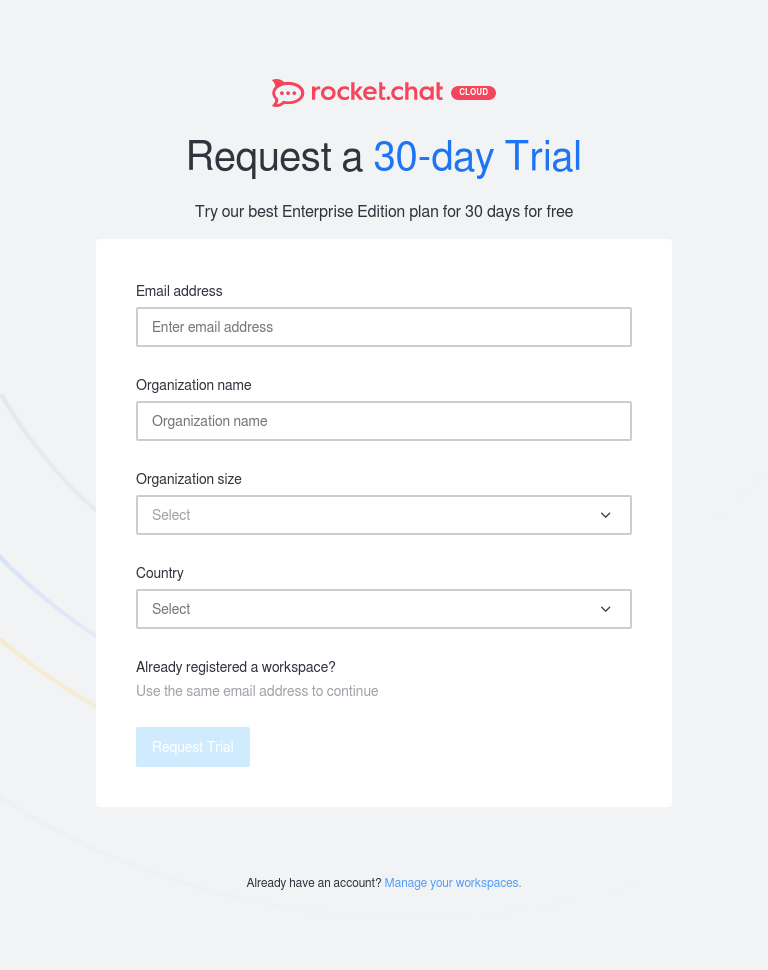 rocket.chat CLOUD
Request a 30-day Trial
Try our best Enterprise Edition plan for 30 days for free
Email address
Enter email address
Organization name
Organization name
Organization size
Select
Country
Select
Already registered a workspace?
Use the same email address to continue
Request Trial
Already have an account? Manage your workspaces.